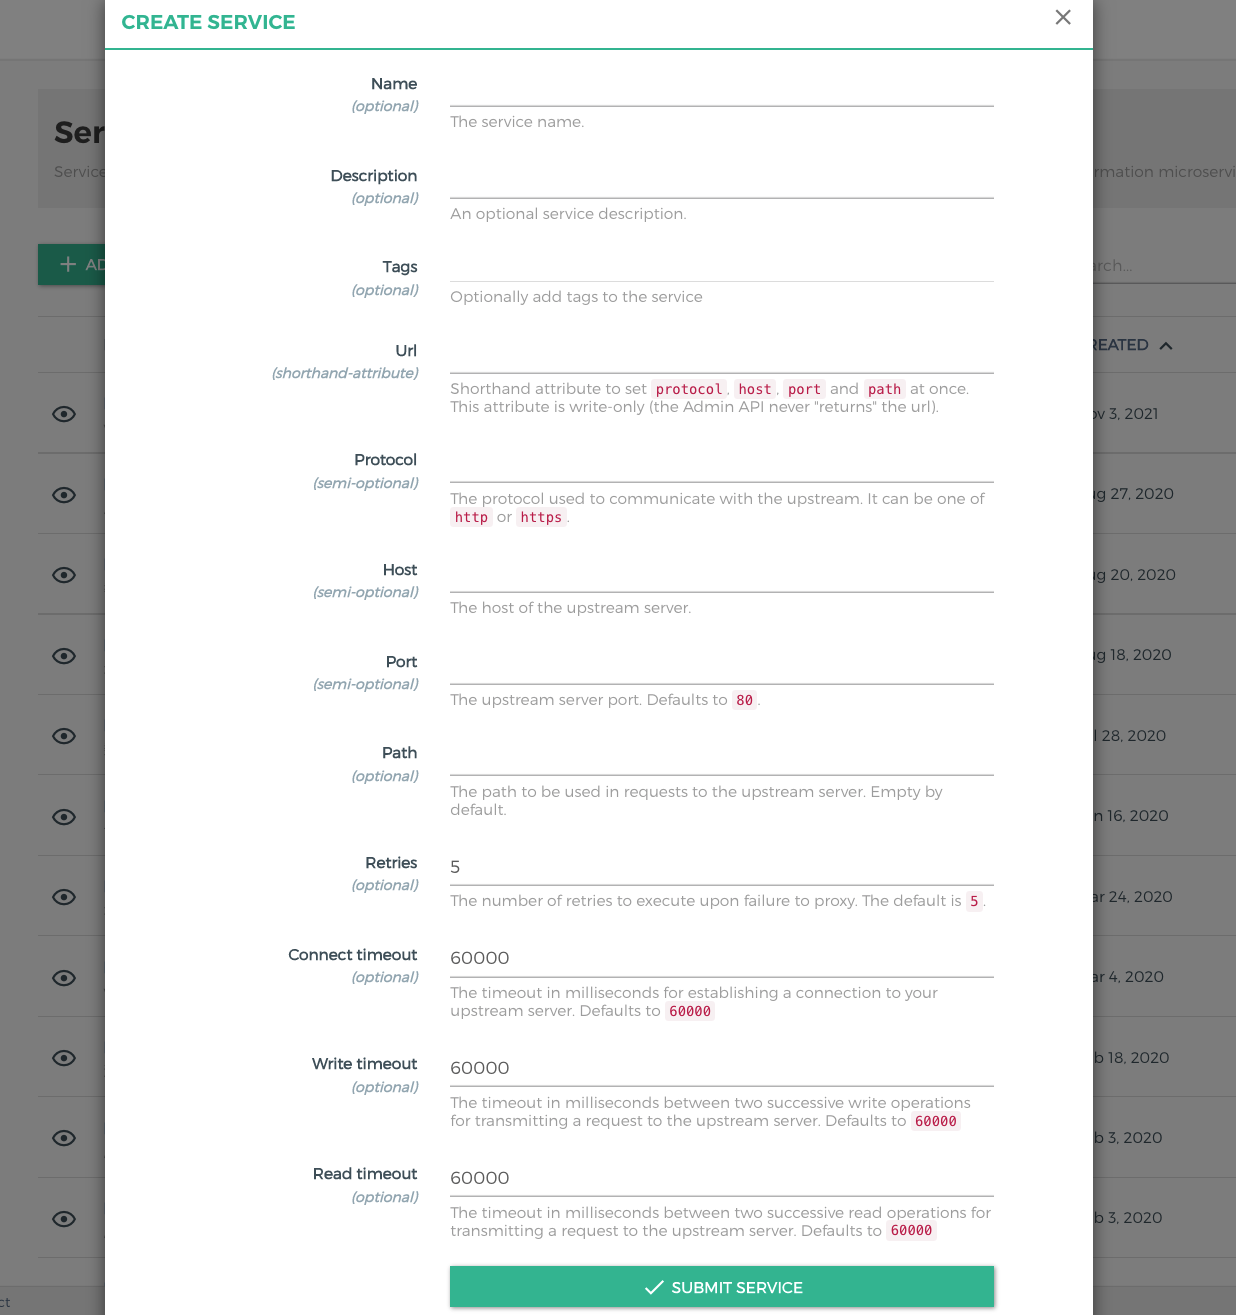 CREATE SERVICE
Name
(optional)
The service name.
Description
(optional)
An optional service description.
Tags
(optional)
Optionally add tags to the service
Url
(shorthand-attribute)
Shorthand attribute to set protocol, host, port and path at once.
This attribute is write-only (the Admin API never "returns" the url).
Protocol
(semi-optional)
The protocol used to communicate with the upstream. It can be one of
http or https.
Host
(semi-optional)
The host of the upstream server.
Port
(semi-optional)
The upstream server port. Defaults to 80.
Path
(optional)
The path to be used in requests to the upstream server. Empty by
default.
Retries
(optional)
5
The number of retries to execute upon failure to proxy. The default is 5.
Connect timeout
(optional)
60000
The timeout in milliseconds for establishing a connection to your
upstream server. Defaults to 60000
Write timeout
(optional)
60000
The timeout in milliseconds between two successive write operations
for transmitting a request to the upstream server. Defaults to 60000
Read timeout
(optional)
60000
The timeout in milliseconds between two successive read operations for
transmitting a request to the upstream server. Defaults to 60000
SUBMIT SERVICE
Ser
Service
rmation microservi
AD
arch...
REATED
ov 3, 2021
ug 27, 2020
ug 20, 2020
ug 18, 2020
l 28, 2020
n 16, 2020
ar 24, 2020
ar 4, 2020
b 18, 2020
b 3, 2020
b 3, 2020
ct